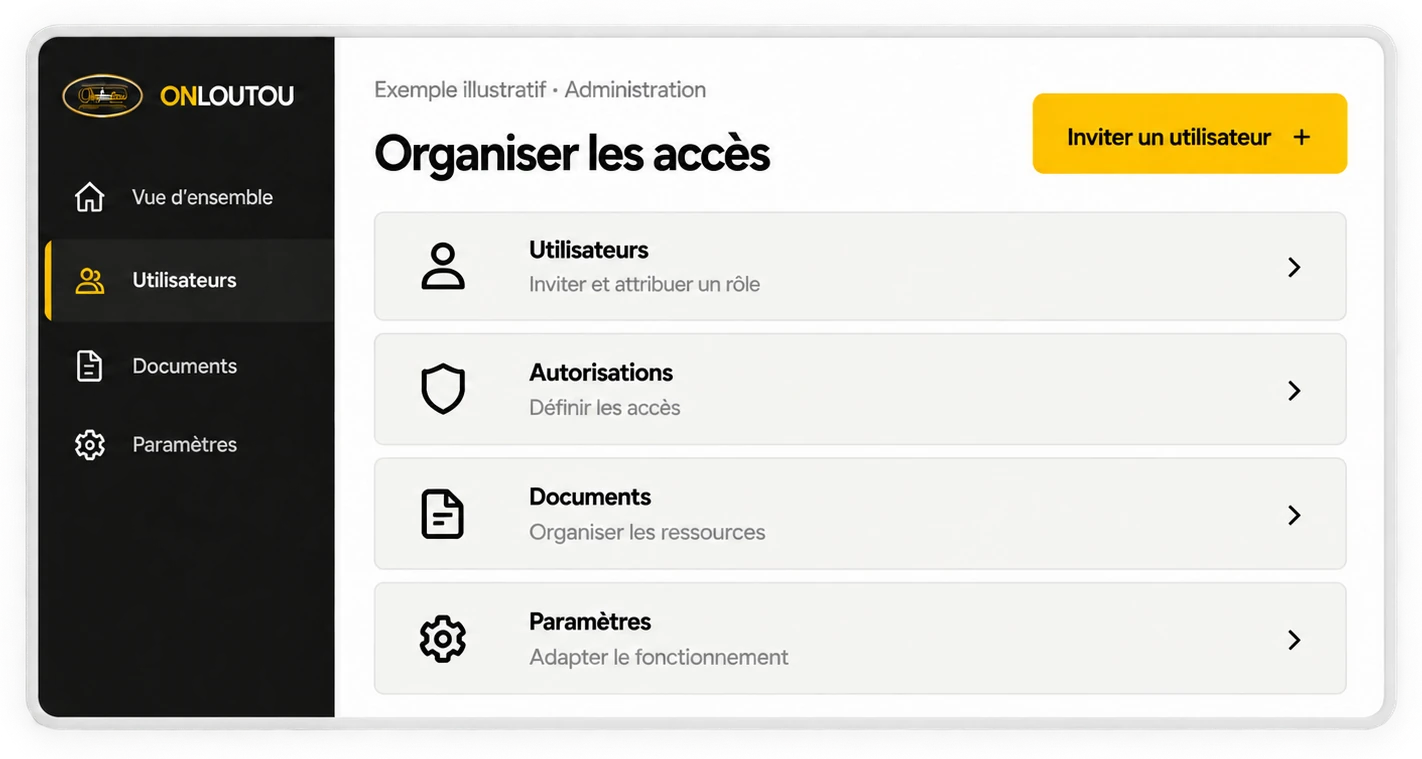 ONLOUTOU
Vue d'ensemble
Utilisateurs
Documents
Paramètres
Exemple illustratif • Administration
Organiser les accès
Inviter un utilisateur +
Utilisateurs
Inviter et attribuer un rôle
Autorisations
Définir les accès
Documents
Organiser les ressources
Paramètres
Adapter le fonctionnement